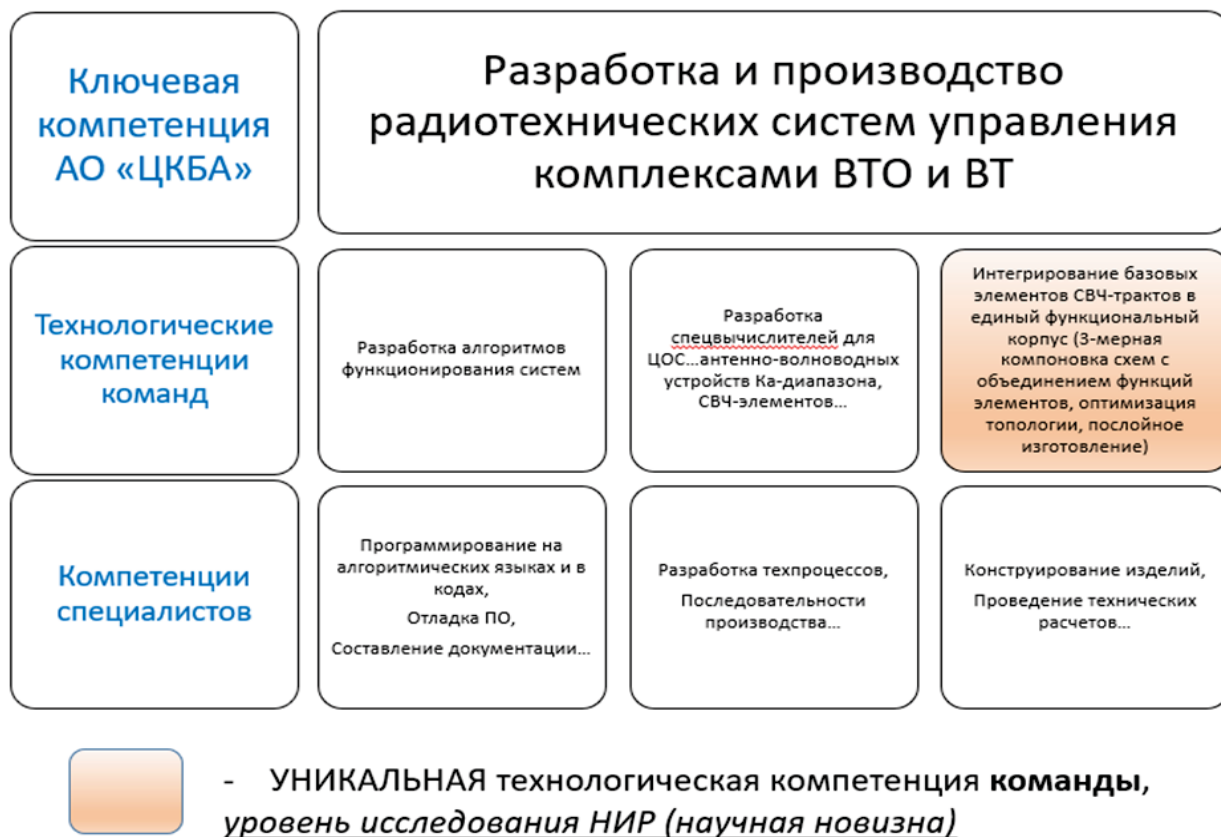 Ключевая
компетенция
АО «ЦКБА»
Разработка и производство
радиотехнических систем управления
комплексами ВТО и ВТ
Технологические
компетенции
команд
Разработка алгоритмов
функционирования систем
Разработка
спецвычислителей для
ЦОС...антенно-волноводных
устройств Ка-диапазона,
СВЧ-элементов...
Интегрирование базовых
элементов СВЧ-трактов в
единый функциональный
корпус (3-мерная
компоновка схем с
объединением функций
элементов, оптимизация
топологии, послойное
изготовление)
Компетенции
специалистов
Программирование на
алгоритмических языках и в
кодах,
Отладка ПО,
Составление документации...
Разработка техпроцессов,
Последовательности
производства...
Конструирование изделий,
Проведение технических
расчетов...
- УНИКАЛЬНАЯ технологическая компетенция команды,
уровень исследования НИР (научная новизна)